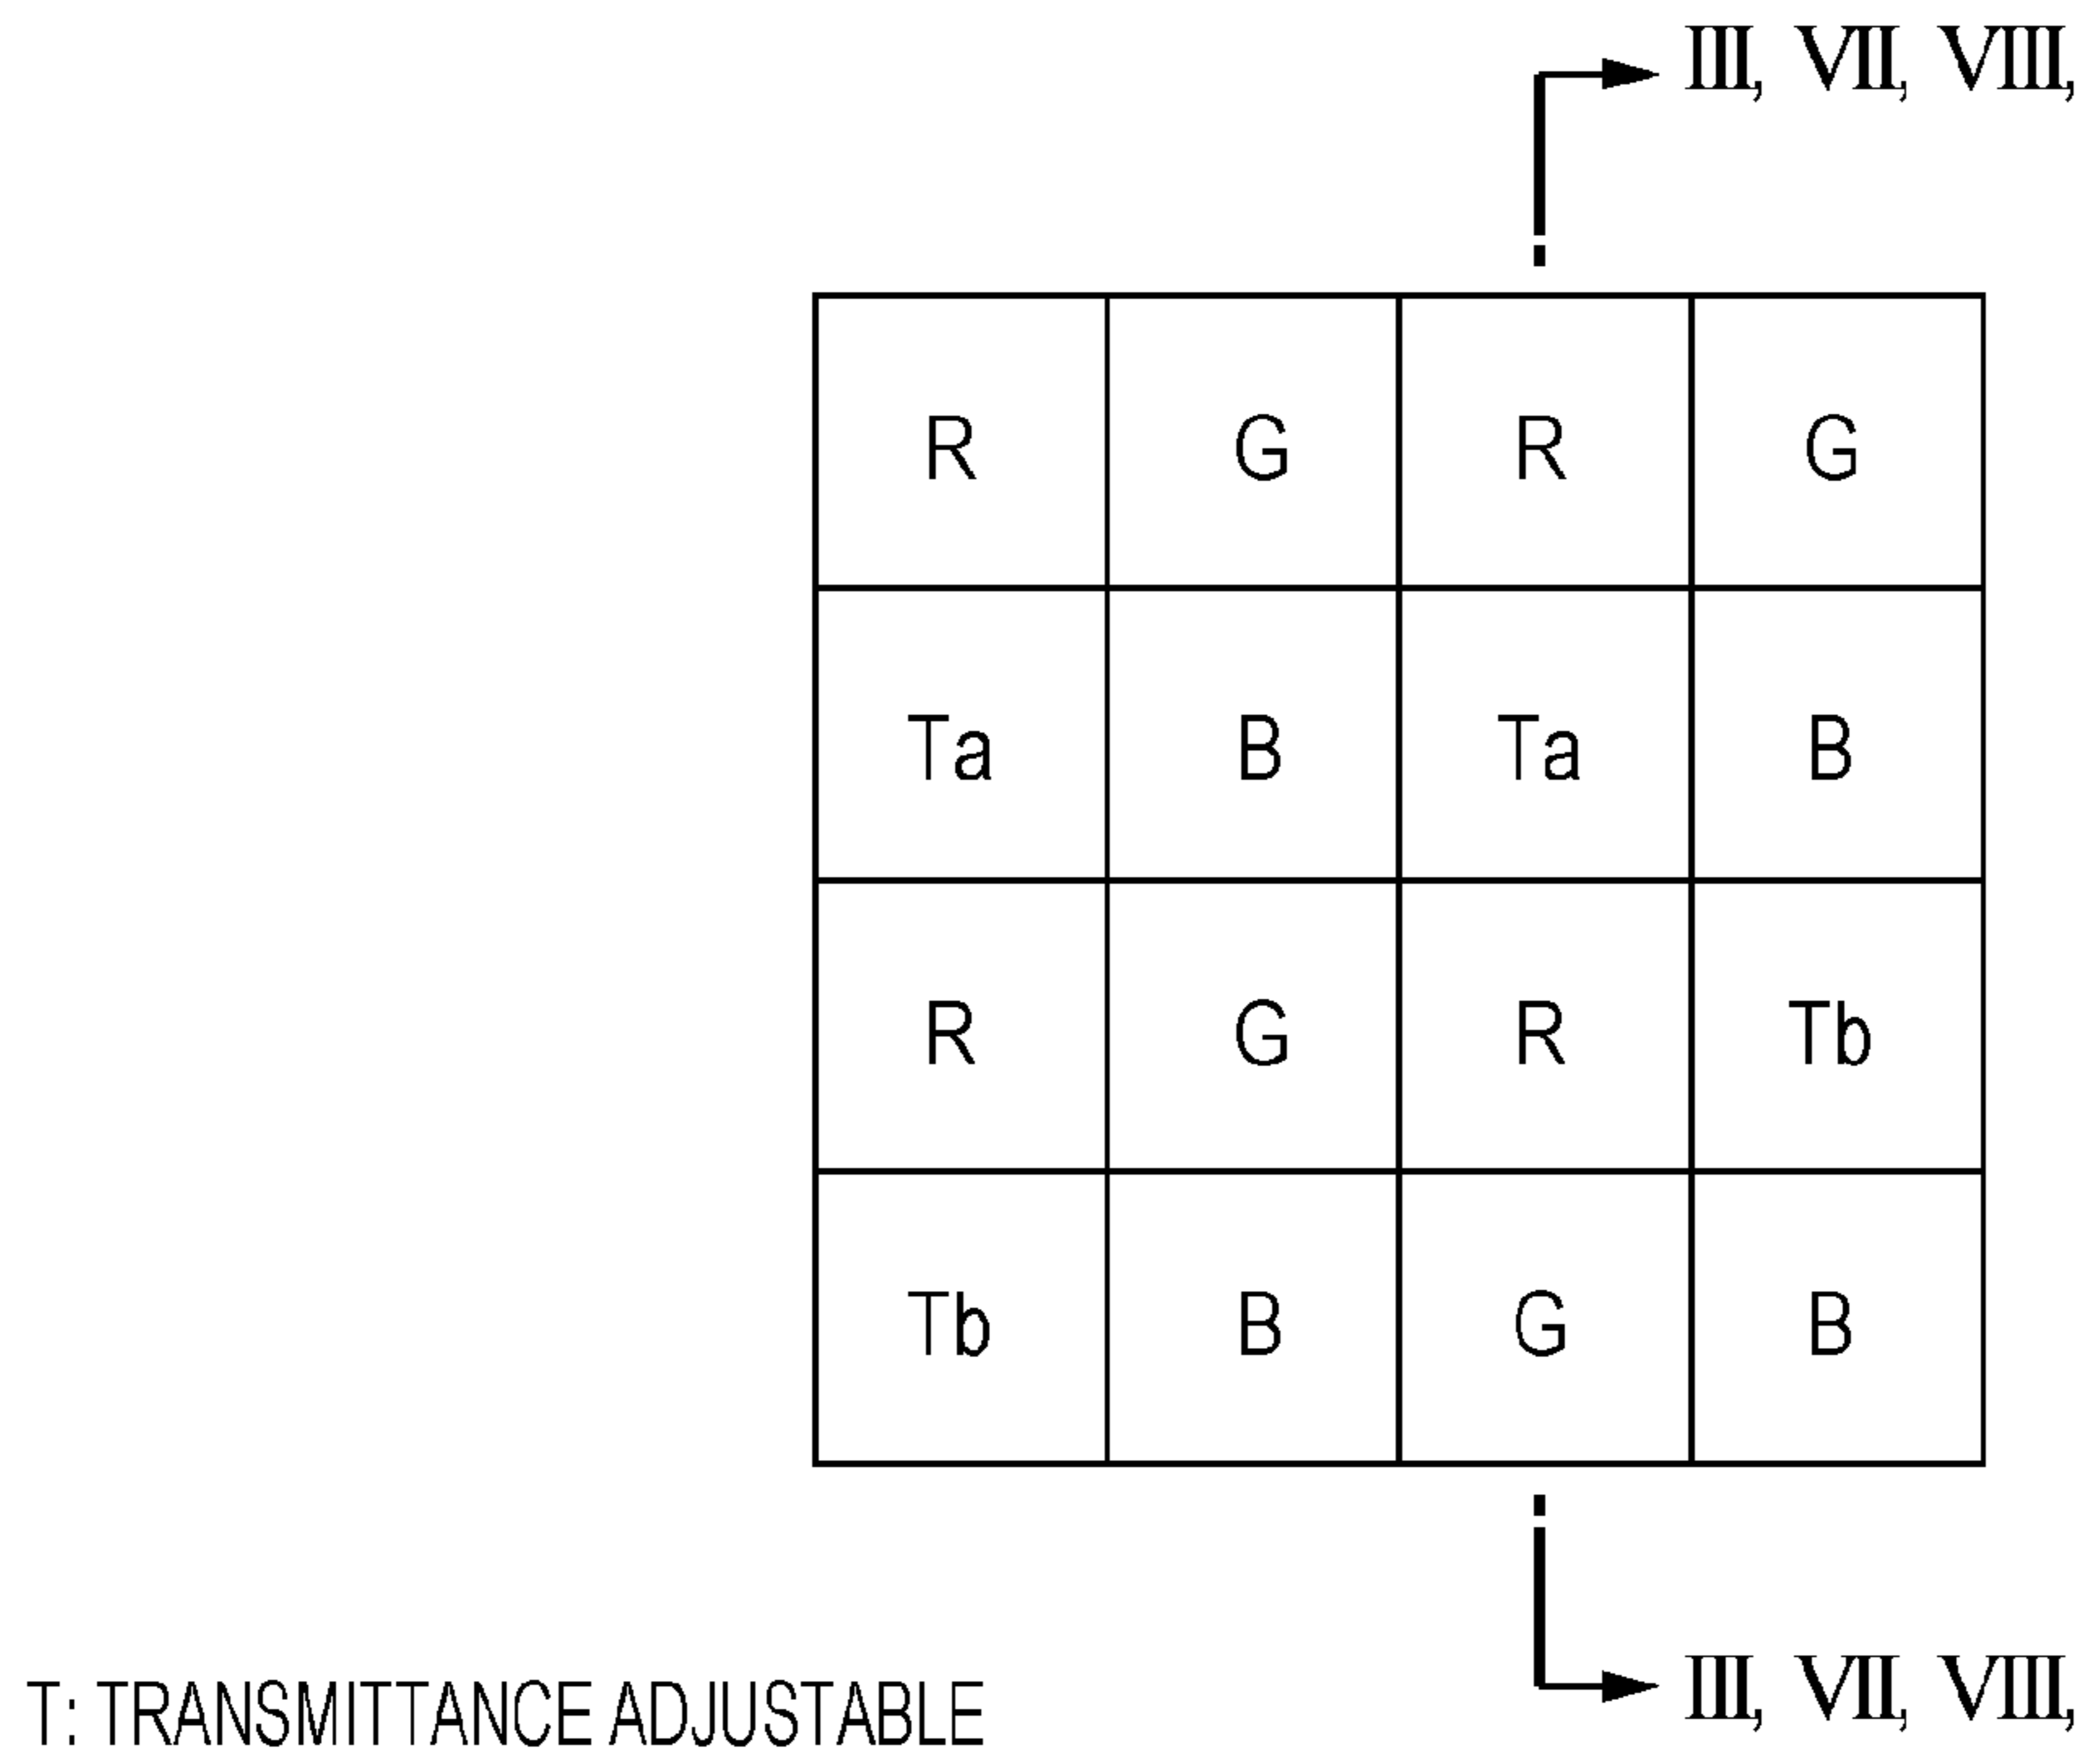 III, VII, VIII,
R G R G
Ta B Ta B
R G R Tb
Tb B G B
III, VII, VIII,
T: TRANSMITTANCE ADJUSTABLE